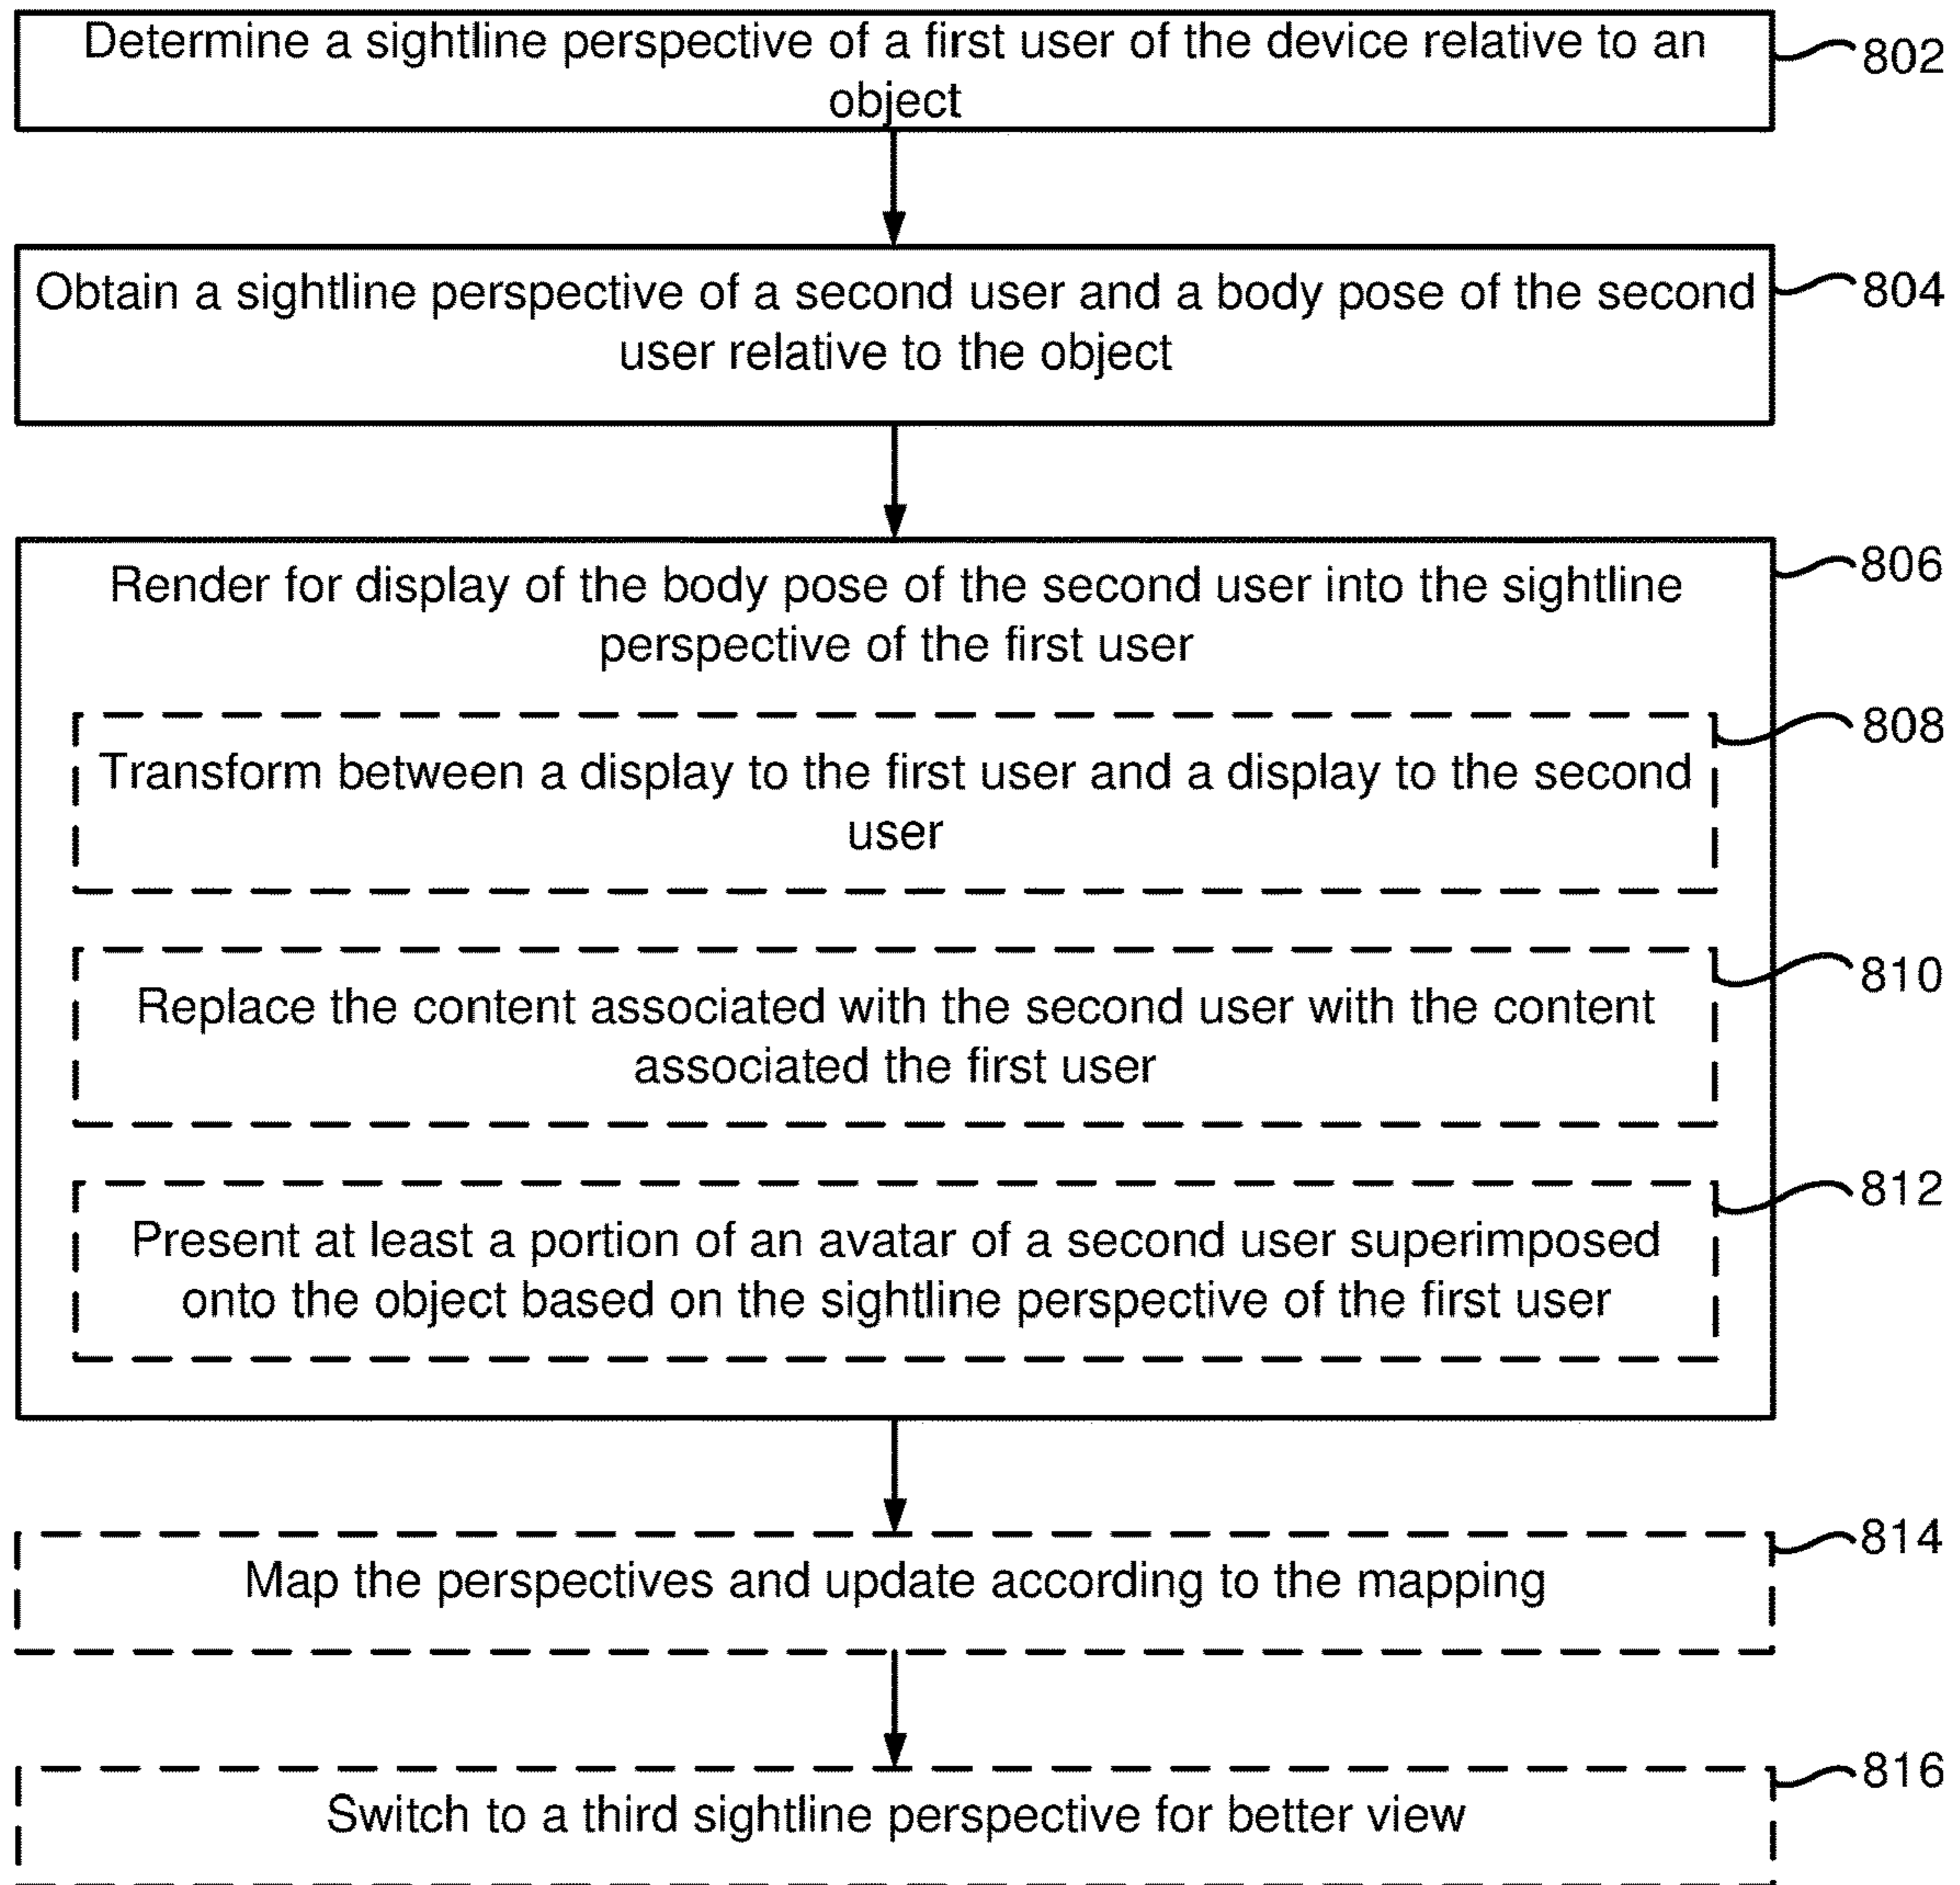 Determine a sightline perspective of a first user of the device relative to an
object
802
Obtain a sightline perspective of a second user and a body pose of the second
user relative to the object
804
Render for display of the body pose of the second user into the sightline
perspective of the first user
806
Transform between a display to the first user and a display to the second
user
808
Replace the content associated with the second user with the content
associated the first user
810
Present at least a portion of an avatar of a second user superimposed
onto the object based on the sightline perspective of the first user
812
Map the perspectives and update according to the mapping
814
Switch to a third sightline perspective for better view
816